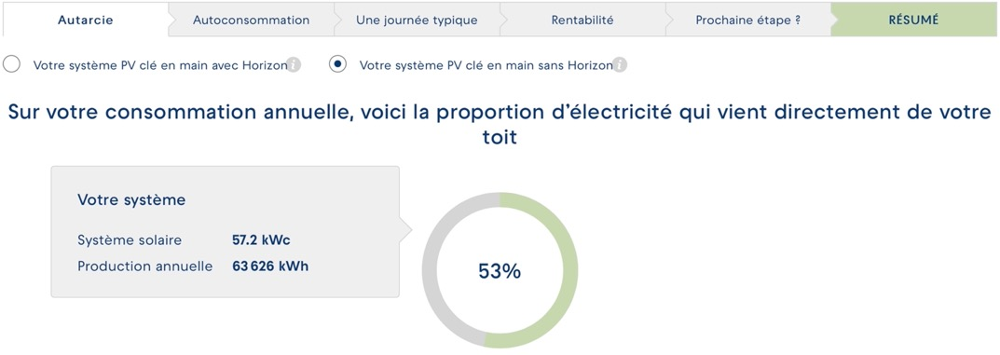 Autarcie
Autoconsommation
Une journée typique
Rentabilité
Prochaine étape ?
RÉSUMÉ
Votre système PV clé en main avec Horizon i
Votre système PV clé en main sans Horizon i
Sur votre consommation annuelle, voici la proportion d’électricité qui vient directement de votre
toit
Votre système
Système solaire 57.2 kWc
Production annuelle 63 626 kWh
53%